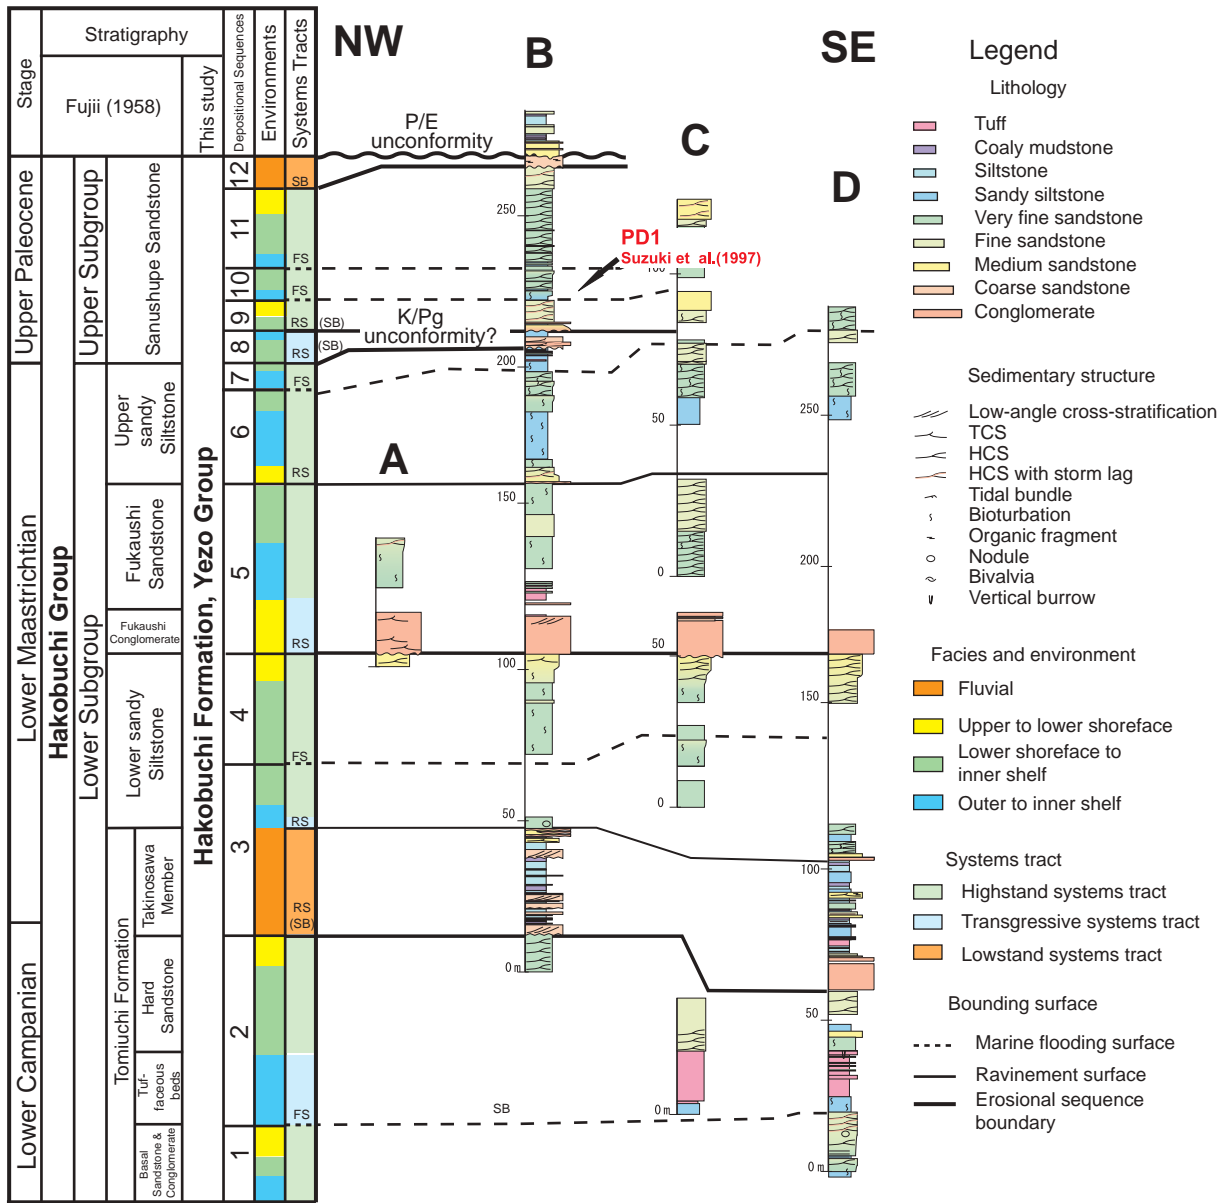 Stage
Stratigraphy
Fujii (1958)
This study
Depositional Sequences
Environments
Systems Tracts
Upper Paleocene
Lower Maastrichtian
Lower Campanian
Hakobuchi Group
Upper Subgroup
Lower Subgroup
Sanushupe Sandstone
Upper
sandy
Siltstone
Fukaushi
Sandstone
Fukaushi
Conglomerate
Lower sandy
Siltstone
Tomiuchi Formation
Takinosawa
Member
Hard
Sandstone
Tuf-
faceous
beds
Basal
Sandstone &
Conglomerate
Hakobuchi Formation, Yezo Group
12
11
10
9
8
7
6
5
4
3
2
1
SB
FS
FS
RS
(SB)
RS
(SB)
FS
RS
RS
FS
RS
RS
(SB)
FS
NW
SE
A
B
C
D
P/E
unconformity
K/Pg
unconformity?
PD1
Suzuki et al.(1997)
SB
250
200
150
100
50
0 m
100
50
0
50
0
0 m
250
200
150
100
50
0 m
Legend
Lithology
Tuff
Coaly mudstone
Siltstone
Sandy siltstone
Very fine sandstone
Fine sandstone
Medium sandstone
Coarse sandstone
Conglomerate
Sedimentary structure
Low-angle cross-stratification
TCS
HCS
HCS with storm lag
Tidal bundle
Bioturbation
Organic fragment
Nodule
Bivalvia
Vertical burrow
Facies and environment
Fluvial
Upper to lower shoreface
Lower shoreface to
inner shelf
Outer to inner shelf
Systems tract
Highstand systems tract
Transgressive systems tract
Lowstand systems tract
Bounding surface
Marine flooding surface
Ravinement surface
Erosional sequence
boundary